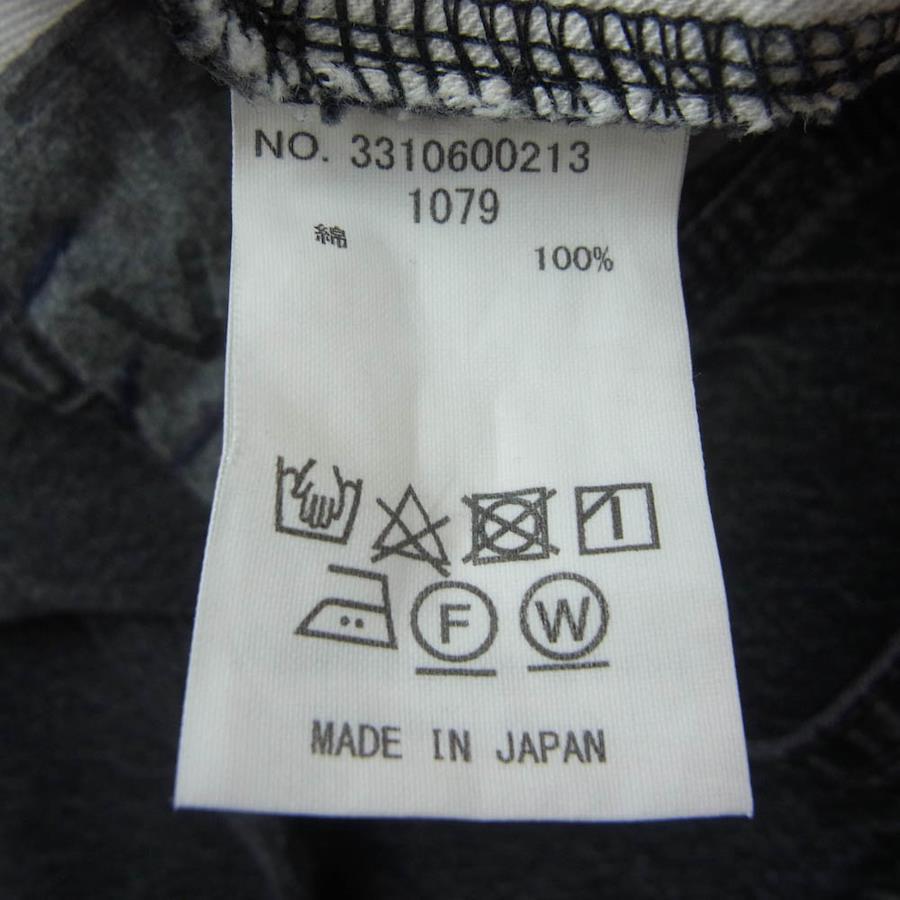 NO. 3310600213
1079
綿 100%
F W
MADE IN JAPAN